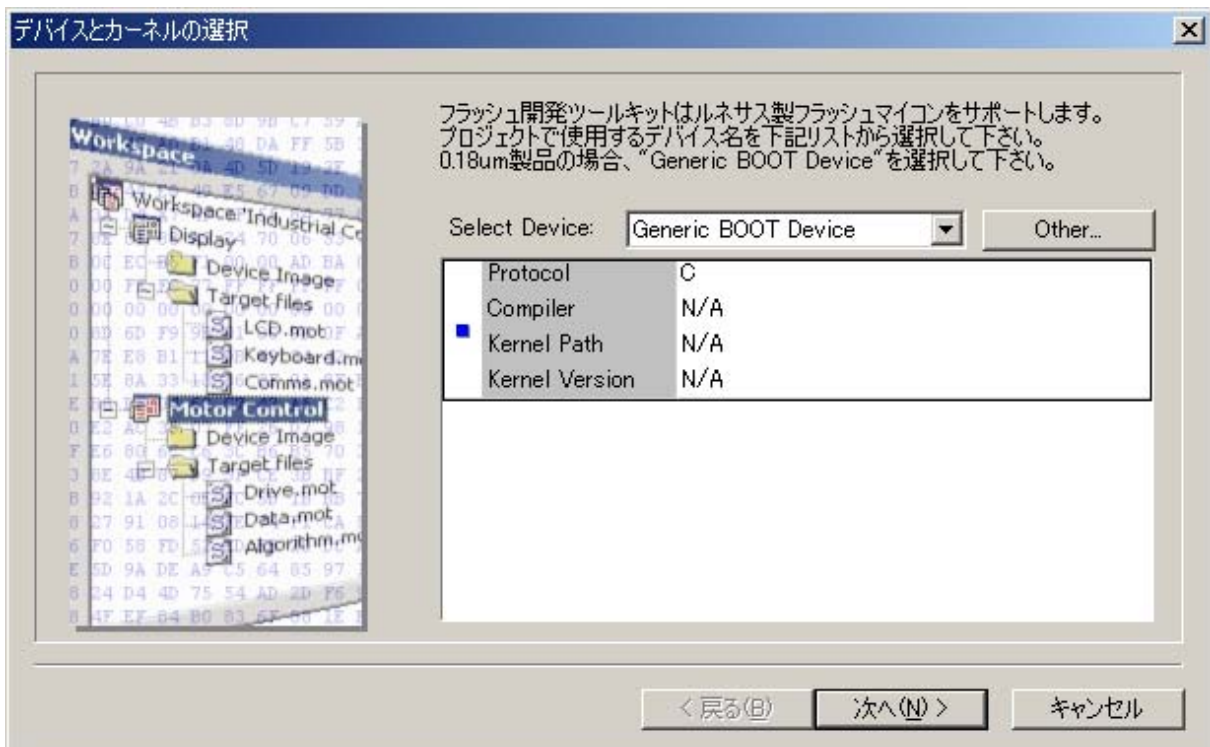 デバイスとカーネルの選択
フラッシュ開発ツールキットはルネサス製フラッシュマイコンをサポートします。
プロジェクトで使用するデバイス名を下記リストから選択して下さい。
0.18um製品の場合、"Generic BOOT Device"を選択して下さい。
Select Device: Generic BOOT Device Other...
Protocol C
Compiler N/A
Kernel Path N/A
Kernel Version N/A
Workspace
Workspace 'Industrial Co
Display
Device Image
Target files
LCD.mot
Keyboard.m
Comms.mot
Motor Control
Device Image
Target files
Drive.mot
Data.mot
Algorithm.mo
< 戻る(B) 次へ(N) > キャンセル